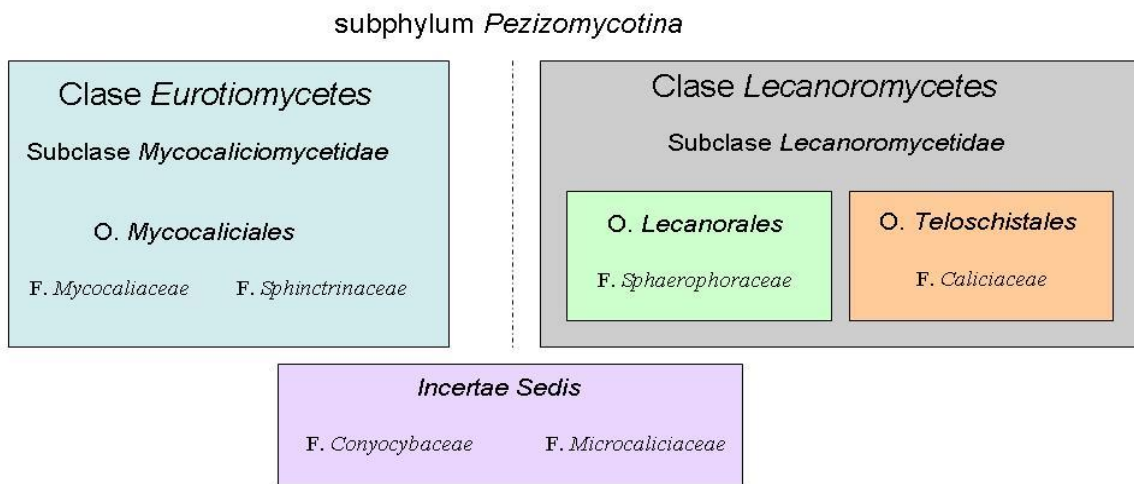 subphylum Pezizomycotina
Clase Eurotiomycetes
Subclase Mycocaliciomycetidae
O. Mycocaliciales
F. Mycocaliaceae F. Sphinctrinaceae
Clase Lecanoromycetes
Subclase Lecanoromycetidae
O. Lecanorales
F. Sphaerophoraceae
O. Teloschistales
F. Caliciaceae
Incertae Sedis
F. Conyocybaceae F. Microcaliciaceae